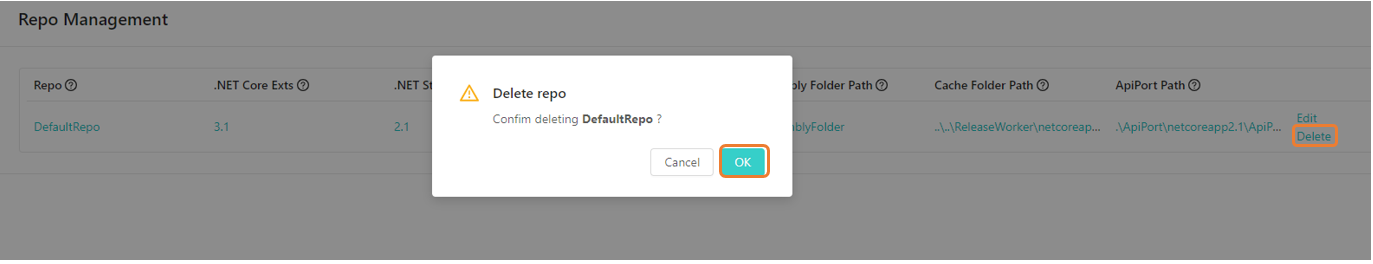 Repo Management
Repo .NET Core Exts .NET St bly Folder Path Cache Folder Path ApiPort Path
DefaultRepo 3.1 2.1 blyFolder ..\..\ReleaseWorker\netcoreap... .\ApiPort\netcoreapp2.1\ApiP...
Edit
Delete
Delete repo
Confim deleting DefaultRepo ?
Cancel OK